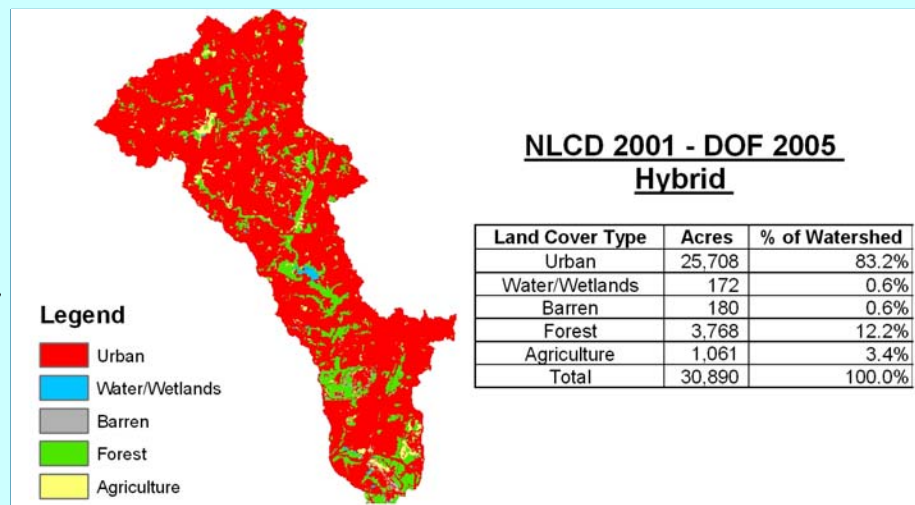 NLCD 2001 - DOF 2005
Hybrid
Land Cover Type Acres % of Watershed
Urban 25,708 83.2%
Water/Wetlands 172 0.6%
Barren 180 0.6%
Forest 3,768 12.2%
Agriculture 1,061 3.4%
Total 30,890 100.0%
Legend
Urban
Water/Wetlands
Barren
Forest
Agriculture